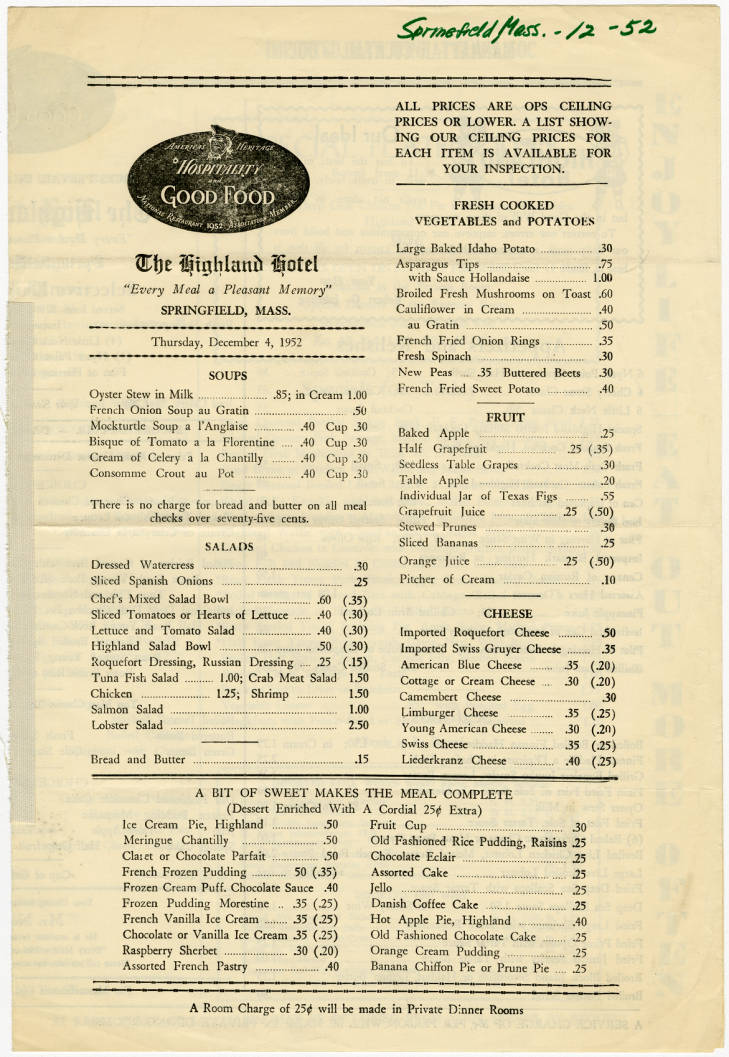 Springfield Mass. - 12 - 52
AMERICA'S HERITAGE
HOSPITALITY
and
GOOD FOOD
NATIONAL RESTAURANT 1952 ASSOCIATION MEMBER
The Highland Hotel
"Every Meal a Pleasant Memory"
SPRINGFIELD, MASS.
Thursday, December 4, 1952
SOUPS
Oyster Stew in Milk .................... .85; in Cream 1.00
French Onion Soup au Gratin .......................... .50
Mockturtle Soup a l'Anglaise ........... .40 Cup .30
Bisque of Tomato a la Florentine .... .40 Cup .30
Cream of Celery a la Chantilly ........ .40 Cup .30
Consomme Crout au Pot ............. .40 Cup .30
There is no charge for bread and butter on all meal
checks over seventy-five cents.
SALADS
Dressed Watercress ........................................ .30
Sliced Spanish Onions ................................... .25
Chef's Mixed Salad Bowl ....................... .60 (.35)
Sliced Tomatoes or Hearts of Lettuce ..... .40 (.30)
Lettuce and Tomato Salad .................... .40 (.30)
Highland Salad Bowl ........................... .50 (.30)
Roquefort Dressing, Russian Dressing .... .25 (.15)
Tuna Fish Salad ......... 1.00; Crab Meat Salad 1.50
Chicken ..................... 1.25; Shrimp ............. 1.50
Salmon Salad ............................................... 1.00
Lobster Salad ............................................... 2.50
Bread and Butter ........................................... .15
ALL PRICES ARE OPS CEILING
PRICES OR LOWER. A LIST SHOW-
ING OUR CEILING PRICES FOR
EACH ITEM IS AVAILABLE FOR
YOUR INSPECTION.
FRESH COOKED
VEGETABLES and POTATOES
Large Baked Idaho Potato ............... .30
Asparagus Tips ............................... .75
with Sauce Hollandaise ............... 1.00
Broiled Fresh Mushrooms on Toast .60
Cauliflower in Cream .................... .40
au Gratin ..................................... .50
French Fried Onion Rings .............. .35
Fresh Spinach ............................... .30
New Peas ... .35 Buttered Beets .30
French Fried Sweet Potato ............ .40
FRUIT
Baked Apple ................................ .25
Half Grapefruit ................. .25 (.35)
Seedless Table Grapes .................... .30
Table Apple ................................. .20
Individual Jar of Texas Figs ....... .55
Grapefruit Juice .................. .25 (.50)
Stewed Prunes ............................... .30
Sliced Bananas .............................. .25
Orange Juice ....................... .25 (.50)
Pitcher of Cream ........................... .10
CHEESE
Imported Roquefort Cheese ........... .50
Imported Swiss Gruyer Cheese ....... .35
American Blue Cheese ....... .35 (.20)
Cottage or Cream Cheese ... .30 (.20)
Camembert Cheese ........................ .30
Limburger Cheese .............. .35 (.25)
Young American Cheese ....... .30 (.20)
Swiss Cheese ....................... .35 (.25)
Liederkranz Cheese ............. .40 (.25)
A BIT OF SWEET MAKES THE MEAL COMPLETE
(Dessert Enriched With A Cordial 25¢ Extra)
Ice Cream Pie, Highland .............. .50
Meringue Chantilly ....................... .50
Claret or Chocolate Parfait ............. .50
French Frozen Pudding .......... 50 (.35)
Frozen Cream Puff. Chocolate Sauce .40
Frozen Pudding Morestine .. .35 (.25)
French Vanilla Ice Cream ....... .35 (.25)
Chocolate or Vanilla Ice Cream .35 (.25)
Raspberry Sherbet .................. .30 (.20)
Assorted French Pastry ................... .40
Fruit Cup ....................................... .30
Old Fashioned Rice Pudding, Raisins .25
Chocolate Eclair ............................. .25
Assorted Cake ................................ .25
Jello ............................................... .25
Danish Coffee Cake ........................ .25
Hot Apple Pie, Highland ............... .40
Old Fashioned Chocolate Cake ....... .25
Orange Cream Pudding ................. .25
Banana Chiffon Pie or Prune Pie .... .25
A Room Charge of 25¢ will be made in Private Dinner Rooms